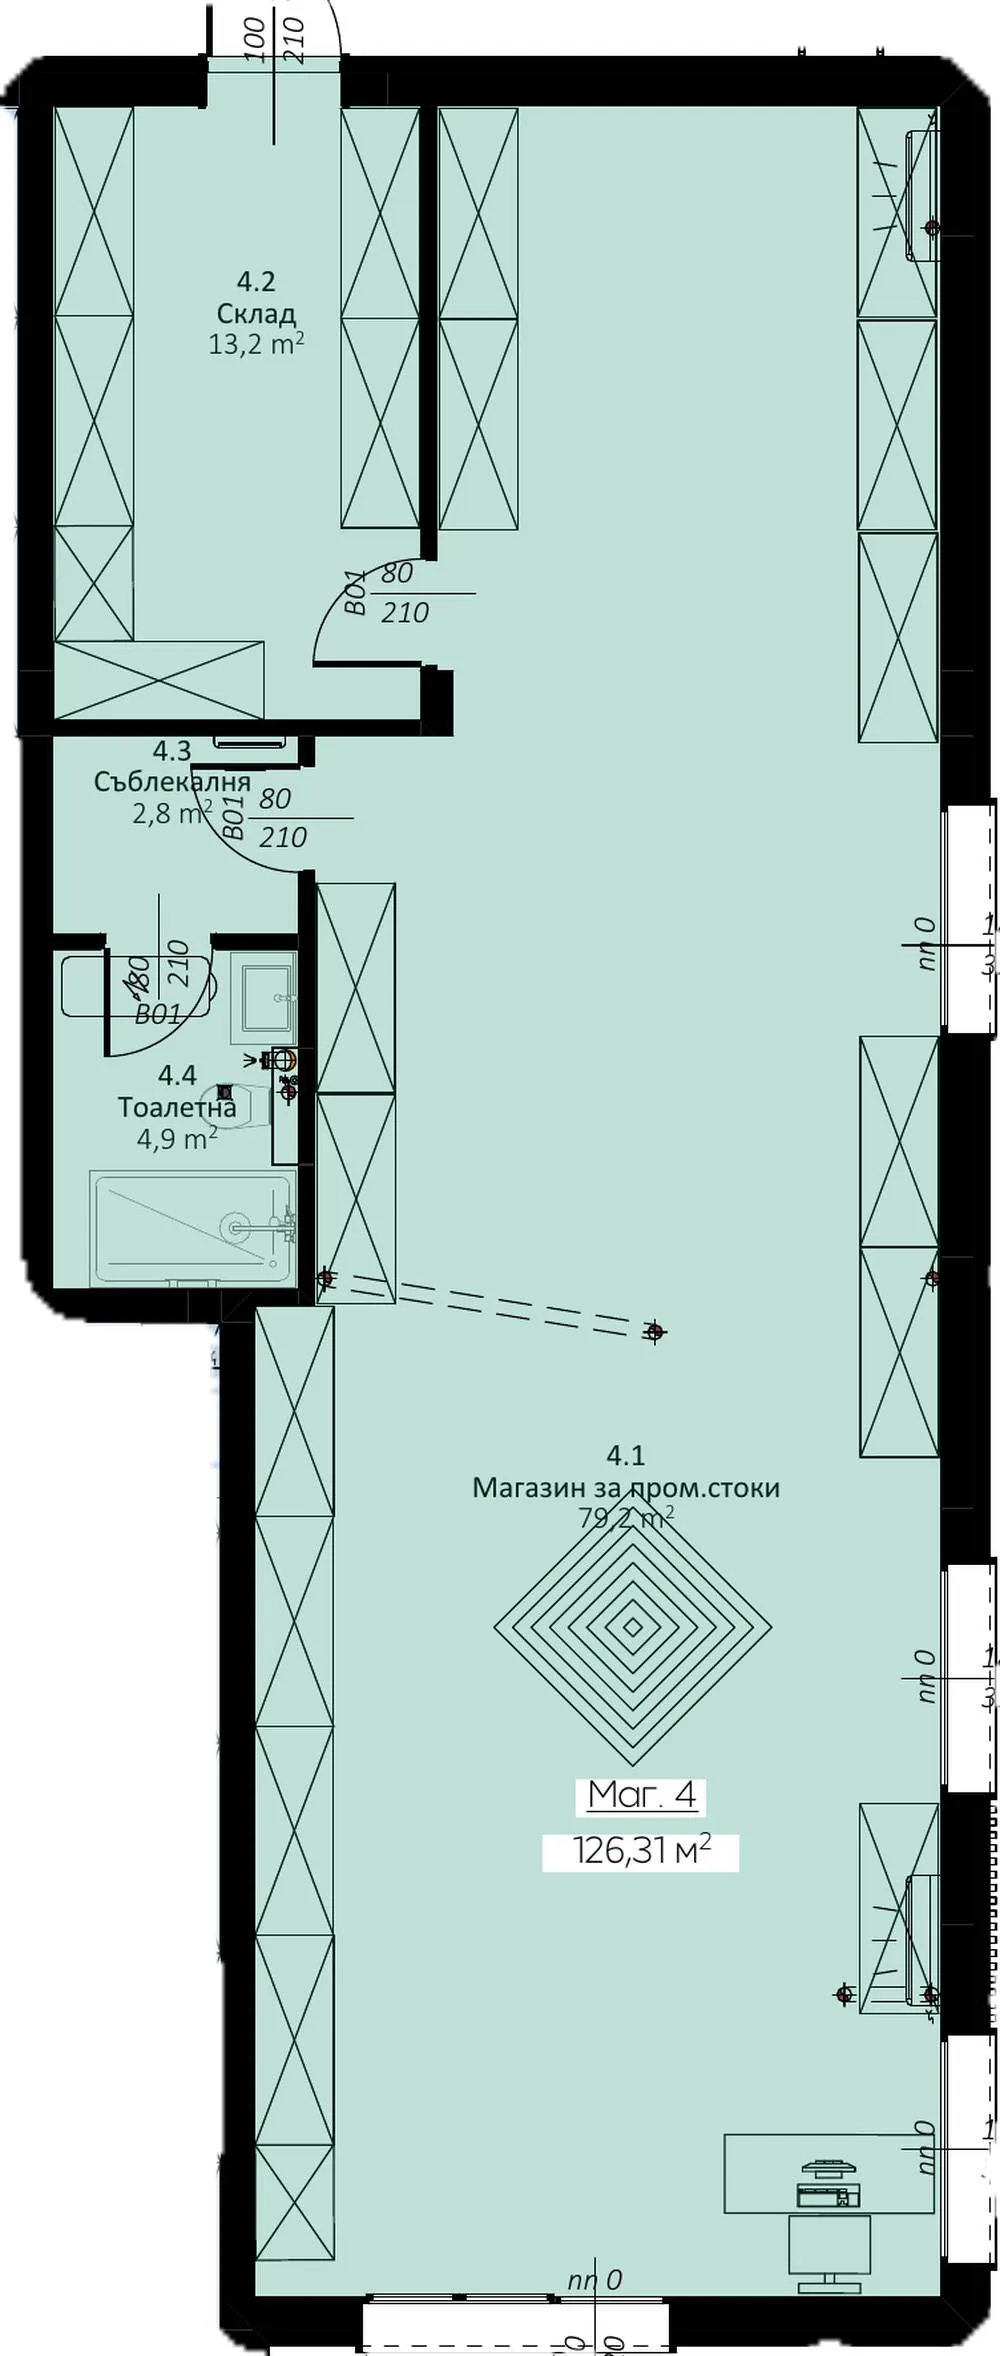 100
210
4.2
Склад
13,2 m²
B01
80
210
4.3
Съблекалня
2,8 m²
B01
80
210
пп 0
80
210
B01
4.4
Тоалетна
4,9 m²
4.1
Магазин за пром.стоки
79,2 m²
пп 0
Маг. 4
126,31 м²
пп 0
пп 0